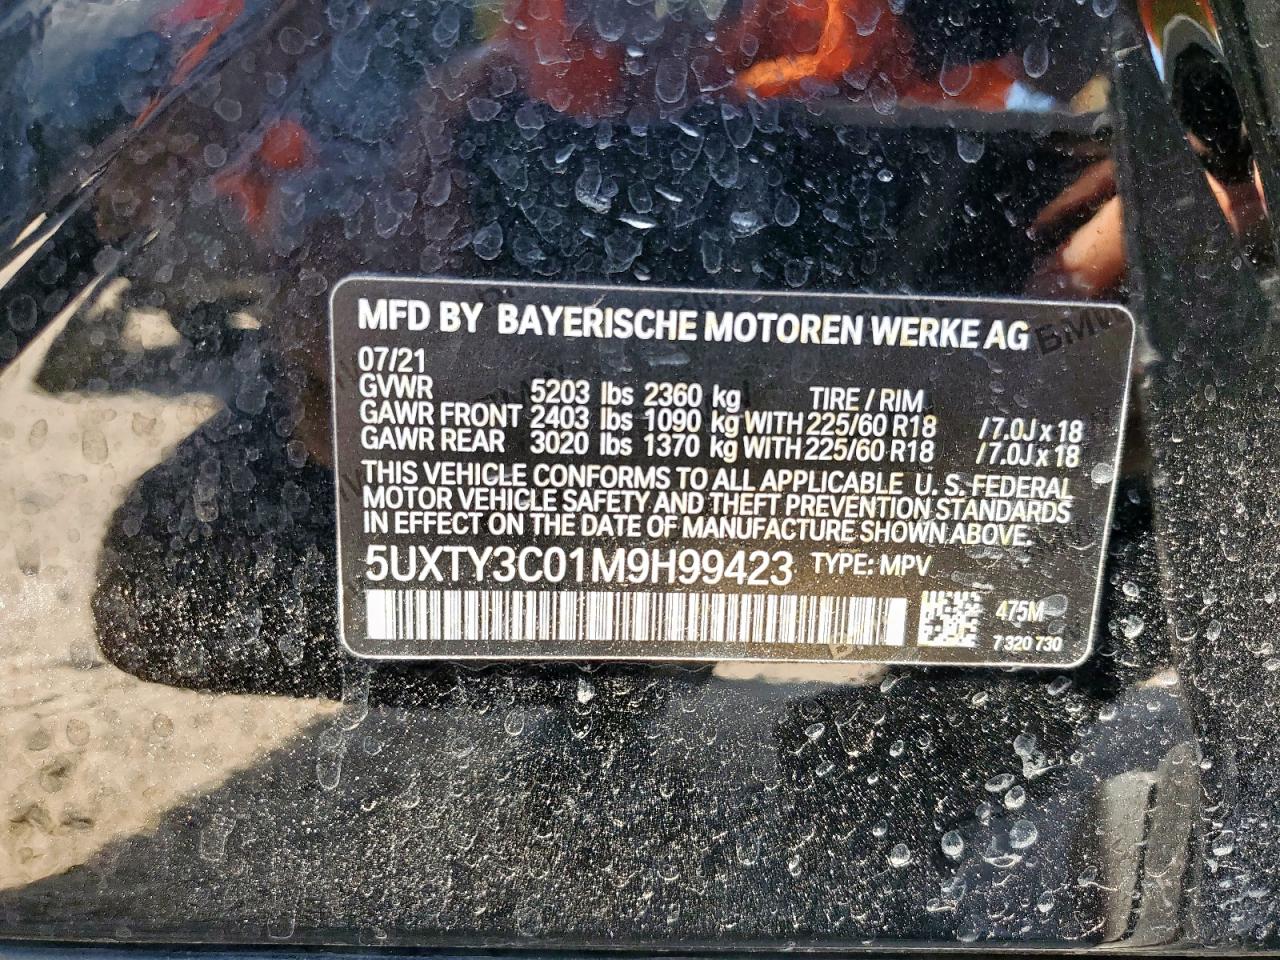 MFD BY BAYERISCHE MOTOREN WERKE AG
07/21
GVWR 5203 lbs 2360 kg TIRE / RIM
GAWR FRONT 2403 lbs 1090 kg WITH 225/60 R18 /7.0J x 18
GAWR REAR 3020 lbs 1370 kg WITH 225/60 R18 /7.0J x 18
THIS VEHICLE CONFORMS TO ALL APPLICABLE U. S. FEDERAL
MOTOR VEHICLE SAFETY AND THEFT PREVENTION STANDARDS
IN EFFECT ON THE DATE OF MANUFACTURE SHOWN ABOVE.
5UXTY3C01M9H99423 TYPE: MPV
475M
7 320 730